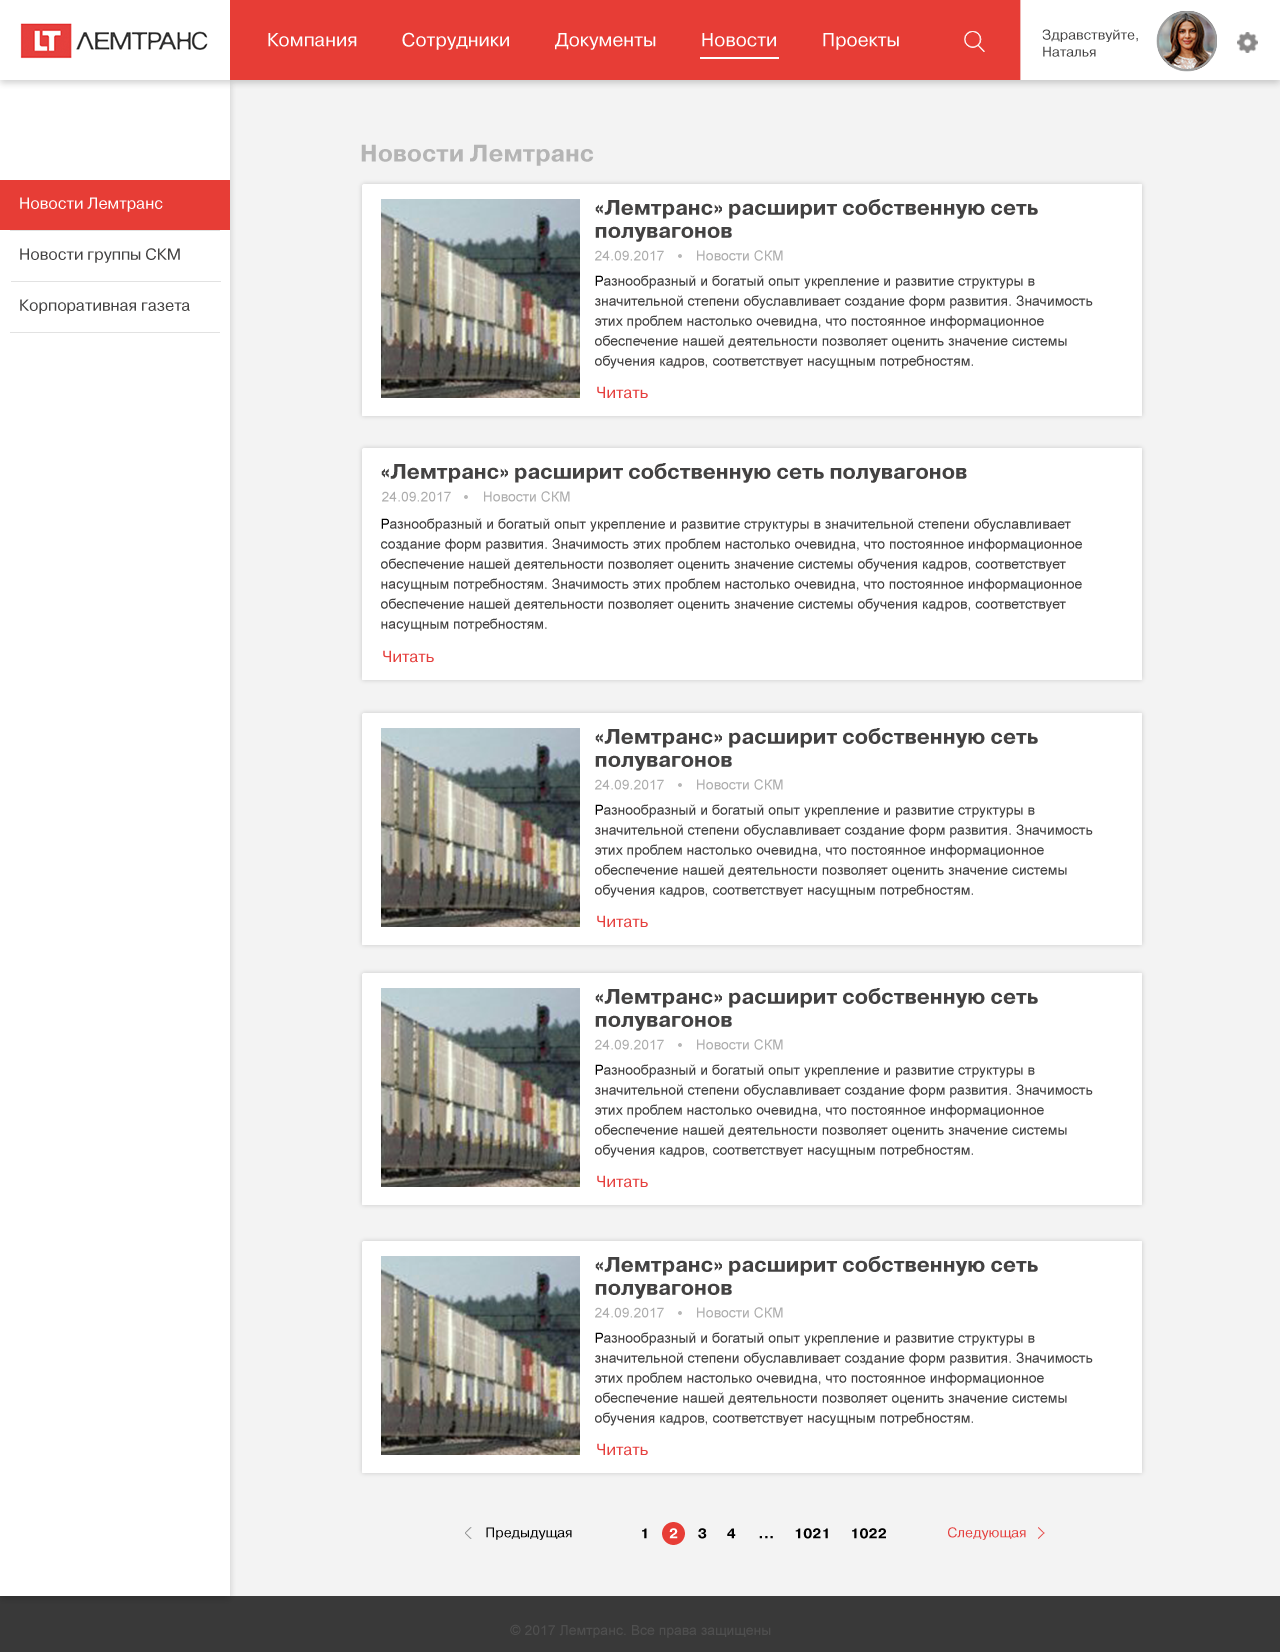 LT ЛЕМТРАНС
Компания Сотрудники Документы Новости Проекты
Здравствуйте,
Наталья
Новости Лемтранс
Новости группы СКМ
Корпоративная газета
Новости Лемтранс
«Лемтранс» расширит собственную сеть
полувагонов
24.09.2017 • Новости СКМ
Разнообразный и богатый опыт укрепление и развитие структуры в
значительной степени обуславливает создание форм развития. Значимость
этих проблем настолько очевидна, что постоянное информационное
обеспечение нашей деятельности позволяет оценить значение системы
обучения кадров, соответствует насущным потребностям.
Читать
«Лемтранс» расширит собственную сеть полувагонов
24.09.2017 • Новости СКМ
Разнообразный и богатый опыт укрепление и развитие структуры в значительной степени обуславливает
создание форм развития. Значимость этих проблем настолько очевидна, что постоянное информационное
обеспечение нашей деятельности позволяет оценить значение системы обучения кадров, соответствует
насущным потребностям. Значимость этих проблем настолько очевидна, что постоянное информационное
обеспечение нашей деятельности позволяет оценить значение системы обучения кадров, соответствует
насущным потребностям.
Читать
«Лемтранс» расширит собственную сеть
полувагонов
24.09.2017 • Новости СКМ
Разнообразный и богатый опыт укрепление и развитие структуры в
значительной степени обуславливает создание форм развития. Значимость
этих проблем настолько очевидна, что постоянное информационное
обеспечение нашей деятельности позволяет оценить значение системы
обучения кадров, соответствует насущным потребностям.
Читать
«Лемтранс» расширит собственную сеть
полувагонов
24.09.2017 • Новости СКМ
Разнообразный и богатый опыт укрепление и развитие структуры в
значительной степени обуславливает создание форм развития. Значимость
этих проблем настолько очевидна, что постоянное информационное
обеспечение нашей деятельности позволяет оценить значение системы
обучения кадров, соответствует насущным потребностям.
Читать
«Лемтранс» расширит собственную сеть
полувагонов
24.09.2017 • Новости СКМ
Разнообразный и богатый опыт укрепление и развитие структуры в
значительной степени обуславливает создание форм развития. Значимость
этих проблем настолько очевидна, что постоянное информационное
обеспечение нашей деятельности позволяет оценить значение системы
обучения кадров, соответствует насущным потребностям.
Читать
Предыдущая 1 2 3 4 ... 1021 1022 Следующая
© 2017 Лемтранс. Все права защищены